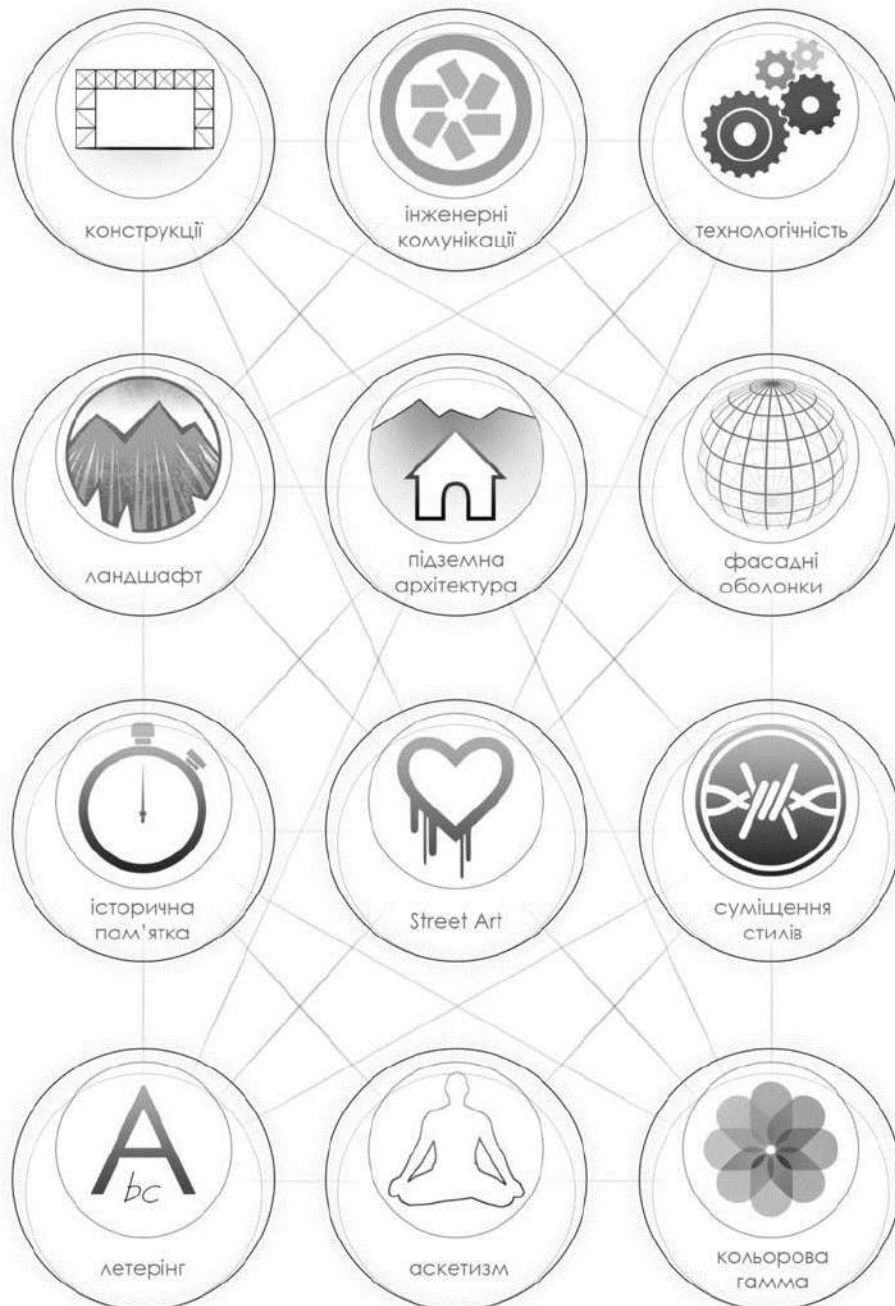 конструкції
інженерні
комунікації
технологічність
ландшафт
підземна
архітектура
фасадні
оболонки
історична
пам'ятка
Street Art
суміщення
стилів
A
bc
летерінг
аскетизм
кольорова
гамма